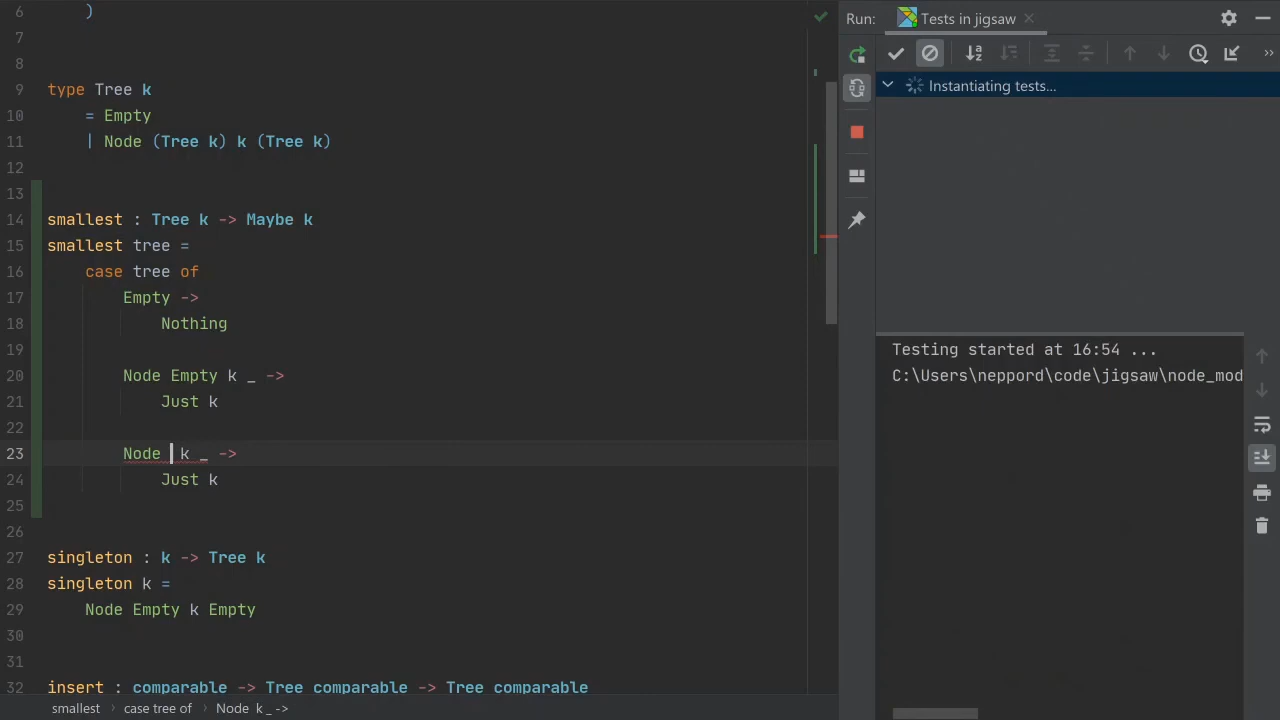 6 )
7
8
9 type Tree k
10 = Empty
11 | Node (Tree k) k (Tree k)
12
13
14 smallest : Tree k -> Maybe k
15 smallest tree =
16 case tree of
17 Empty ->
18 Nothing
19
20 Node Empty k _ ->
21 Just k
22
23 Node k _ ->
24 Just k
25
26
27 singleton : k -> Tree k
28 singleton k =
29 Node Empty k Empty
30
31
32 insert : comparable -> Tree comparable -> Tree comparable
smallest › case tree of › Node k _ ->
Run: Tests in jigsaw
Instantiating tests...
Testing started at 16:54 ...
C:\Users\neppord\code\jigsaw\node_mod